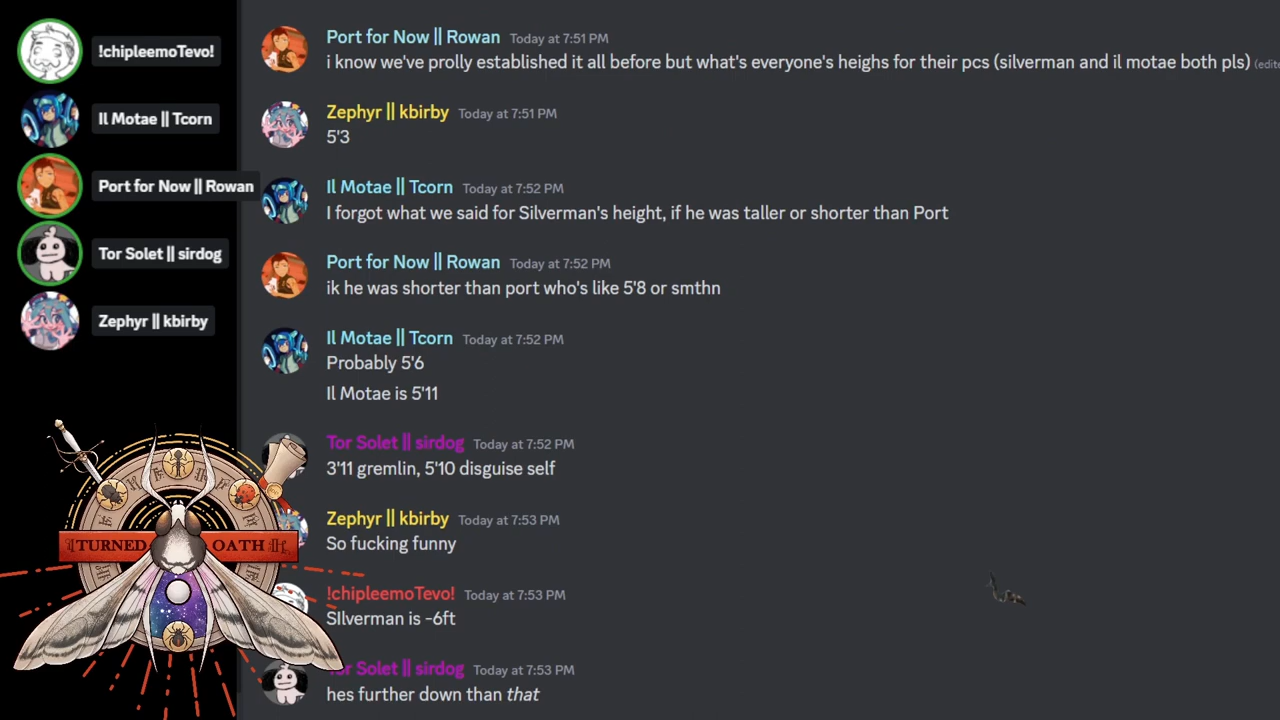 !chipleemoTevo!
Il Motae || Tcorn
Port for Now || Rowan
Tor Solet || sirdog
Zephyr || kbirby
Port for Now || Rowan Today at 7:51 PM
i know we've prolly established it all before but what's everyone's heighs for their pcs (silverman and il motae both pls)
Zephyr || kbirby Today at 7:51 PM
5'3
Il Motae || Tcorn Today at 7:52 PM
I forgot what we said for Silverman's height, if he was taller or shorter than Port
Port for Now || Rowan Today at 7:52 PM
ik he was shorter than port who's like 5'8 or smthn
Il Motae || Tcorn Today at 7:52 PM
Probably 5'6
Il Motae is 5'11
Tor Solet || sirdog Today at 7:52 PM
3'11 gremlin, 5'10 disguise self
Zephyr || kbirby Today at 7:53 PM
So fucking funny
!chipleemoTevo! Today at 7:53 PM
SIlverman is -6ft
Tor Solet || sirdog Today at 7:53 PM
hes further down than that
TURNED OATH